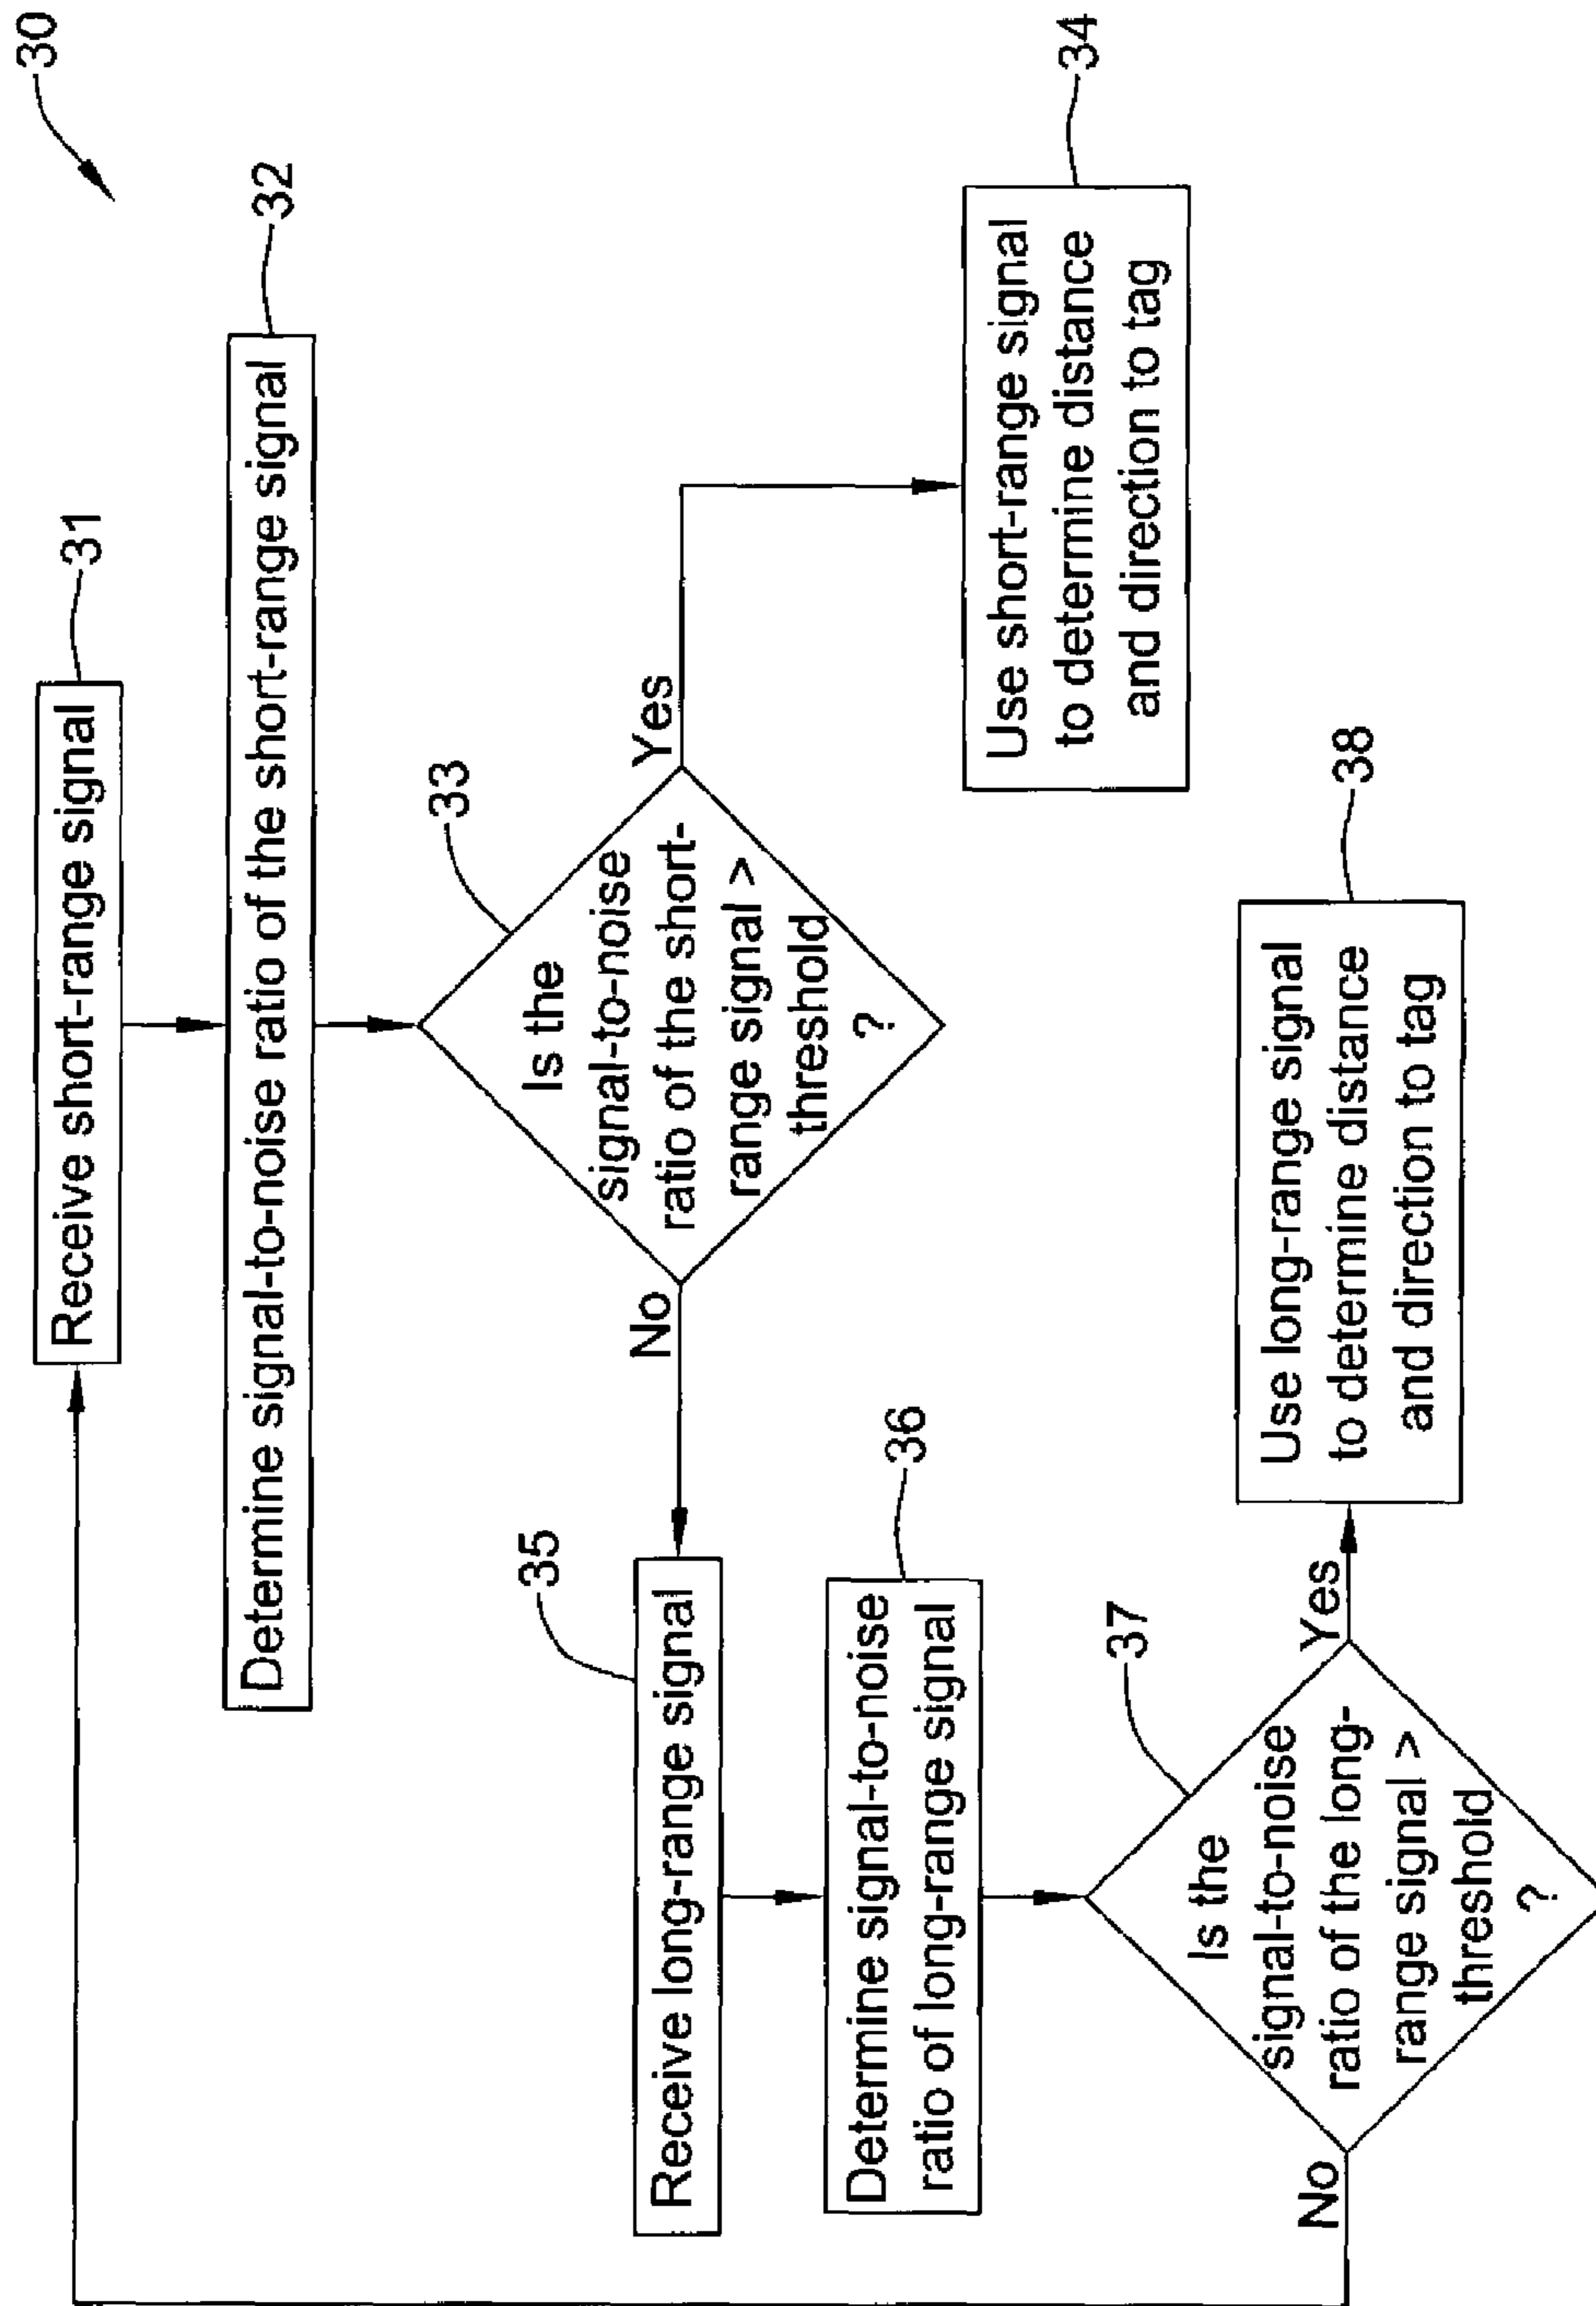 30
31
Receive short-range signal
32
Determine signal-to-noise ratio of the short-range signal
33
Is the
signal-to-noise
ratio of the short-
range signal >
threshold
?
Yes
No
34
Use short-range signal
to determine distance
and direction to tag
35
Receive long-range signal
36
Determine signal-to-noise
ratio of long-range signal
37
Is the
signal-to-noise
ratio of the long-
range signal >
threshold
?
Yes
No
38
Use long-range signal
to determine distance
and direction to tag